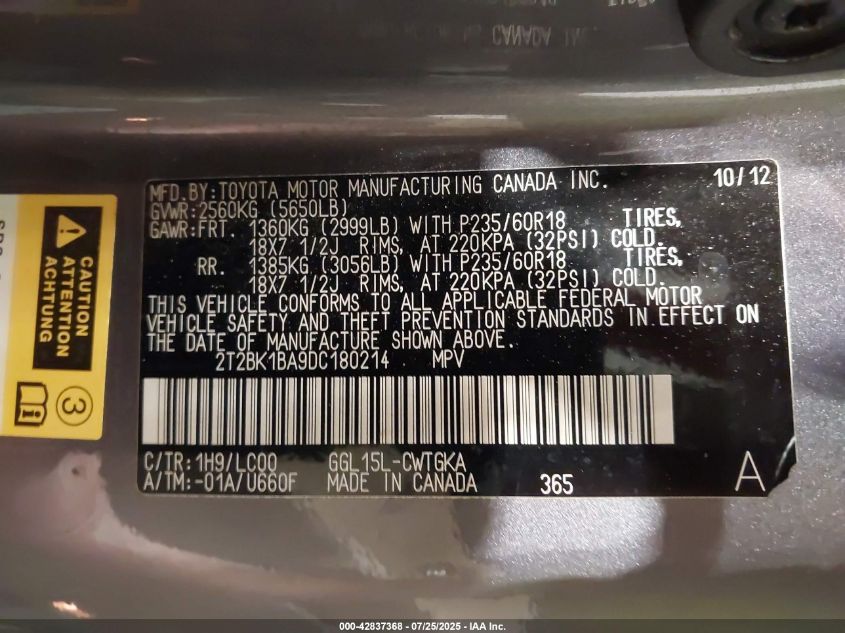 CANADA INC.
MFD.BY:TOYOTA MOTOR MANUFACTURING CANADA INC. 10/12
GVWR:2560KG (5650LB)
GAWR:FRT. 1360KG (2999LB) WITH P235/60R18 TIRES,
18X7 1/2J RIMS, AT 220KPA (32PSI) COLD.
RR. 1385KG (3056LB) WITH P235/60R18 TIRES,
18X7 1/2J RIMS, AT 220KPA (32PSI) COLD.
THIS VEHICLE CONFORMS TO ALL APPLICABLE FEDERAL MOTOR
VEHICLE SAFETY AND THEFT PREVENTION STANDARDS IN EFFECT ON
THE DATE OF MANUFACTURE SHOWN ABOVE.
2T2BK1BA9DC180214 MPV
C/TR:1H9/LC00 GGL15L-CWTGKA
A/TM:-01A/U660F MADE IN CANADA 365 A
CAUTION
ATTENTION
ACHTUNG
3
000-42837368 - 07/25/2025 - IAA Inc.